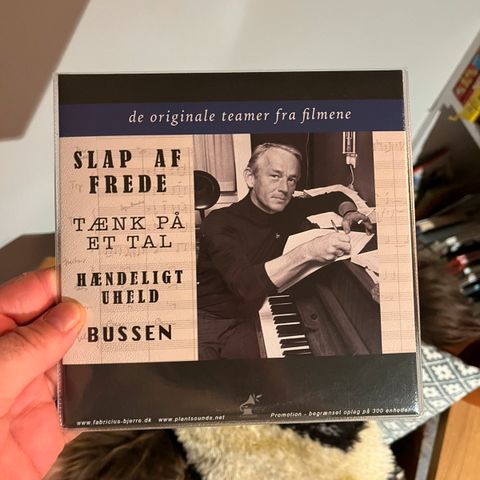 de originale teamer fra filmene
SLAP AF
FREDE
TÆNK PÅ
ET TAL
HÆNDELIGT
UHELD
BUSSEN
www.fabricius-bjerre.dk
www.plantsounds.net
Promotion - begrænset oplag på 300 enheder